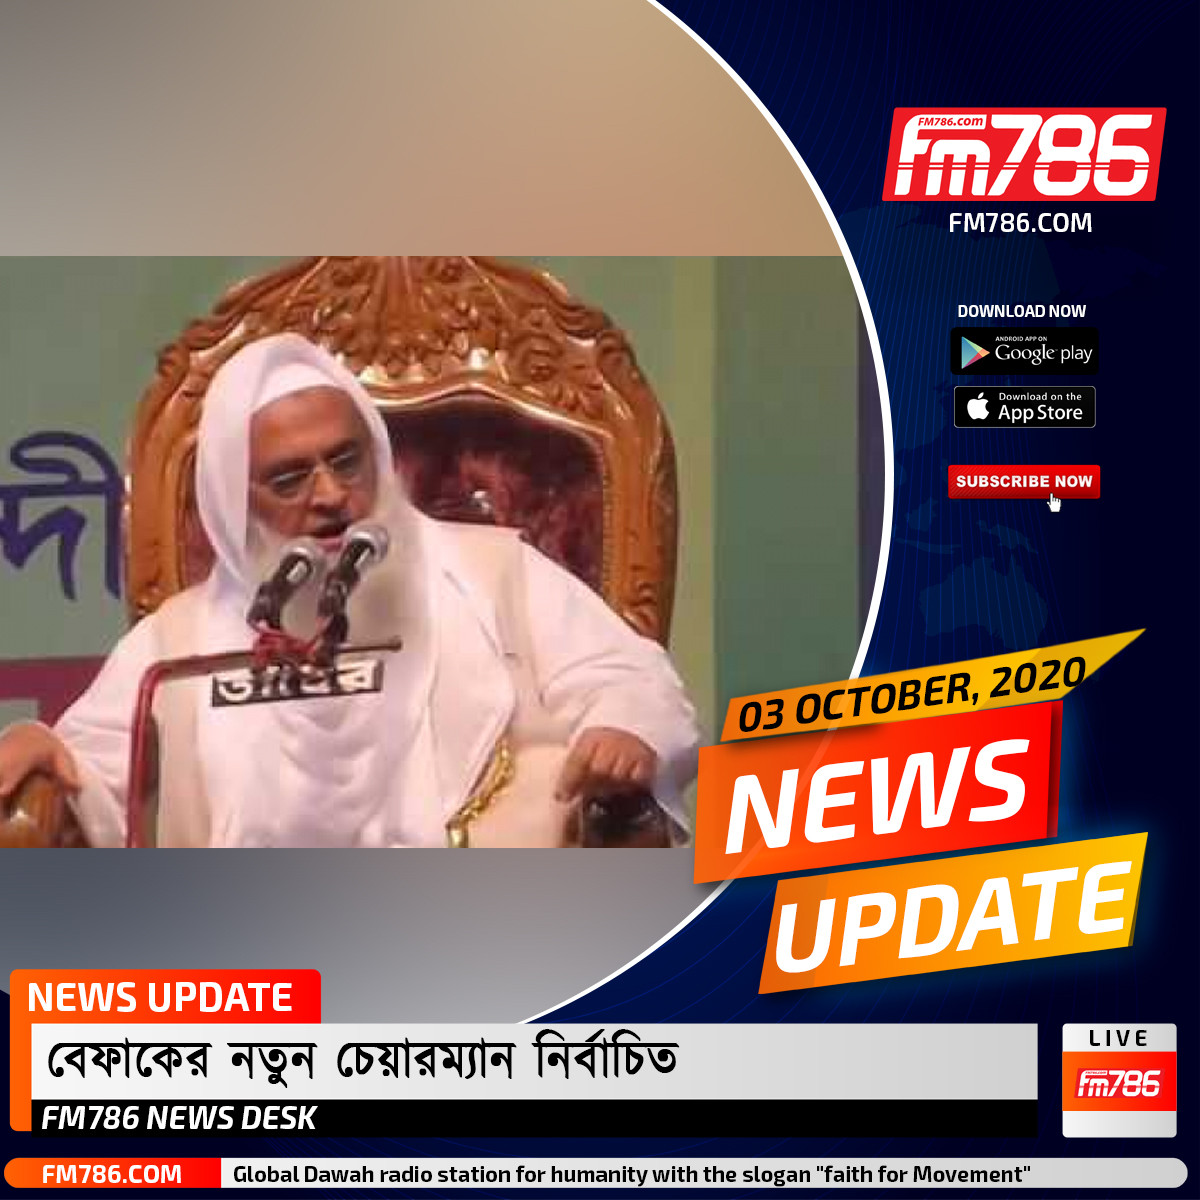 FM786.com
fm786
FM786.COM
DOWNLOAD NOW
ANDROID APP ON
Google play
Download on the
App Store
SUBSCRIBE NOW
দী
তাহের
03 OCTOBER, 2020
NEWS
UPDATE
NEWS UPDATE
বেফাকের নতুন চেয়ারম্যান নির্বাচিত
FM786 NEWS DESK
LIVE
fm786
FM786.COM
Global Dawah radio station for humanity with the slogan "faith for Movement"